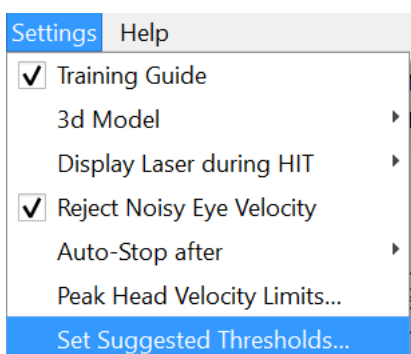 Settings Help
Training Guide
3d Model
Display Laser during HIT
Reject Noisy Eye Velocity
Auto-Stop after
Peak Head Velocity Limits...
Set Suggested Thresholds...